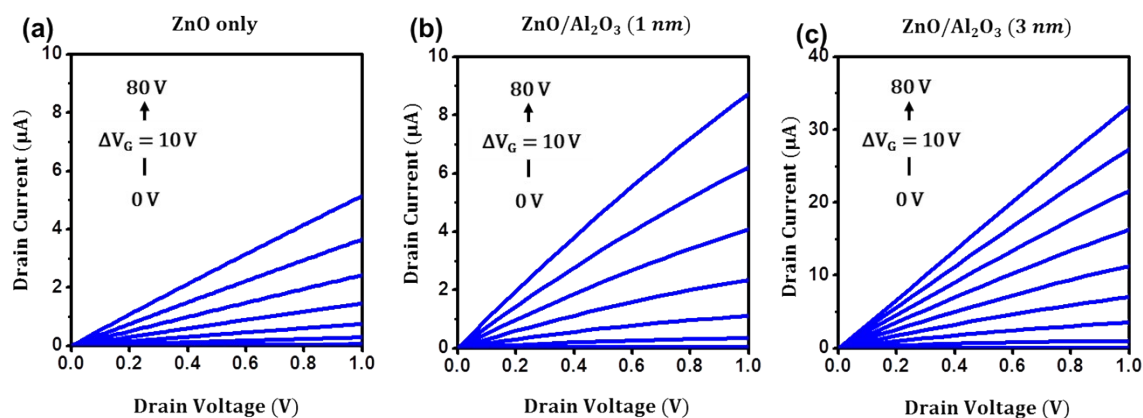 (a)
ZnO only
10
8
6
4
2
0
Drain Current (μA)
80 V
ΔV_G = 10 V
0 V
0.0 0.2 0.4 0.6 0.8 1.0
Drain Voltage (V)
(b)
ZnO/Al₂O₃ (1 nm)
10
8
6
4
2
0
Drain Current (μA)
80 V
ΔV_G = 10 V
0 V
0.0 0.2 0.4 0.6 0.8 1.0
Drain Voltage (V)
(c)
ZnO/Al₂O₃ (3 nm)
40
30
20
10
0
Drain Current (μA)
80 V
ΔV_G = 10 V
0 V
0.0 0.2 0.4 0.6 0.8 1.0
Drain Voltage (V)